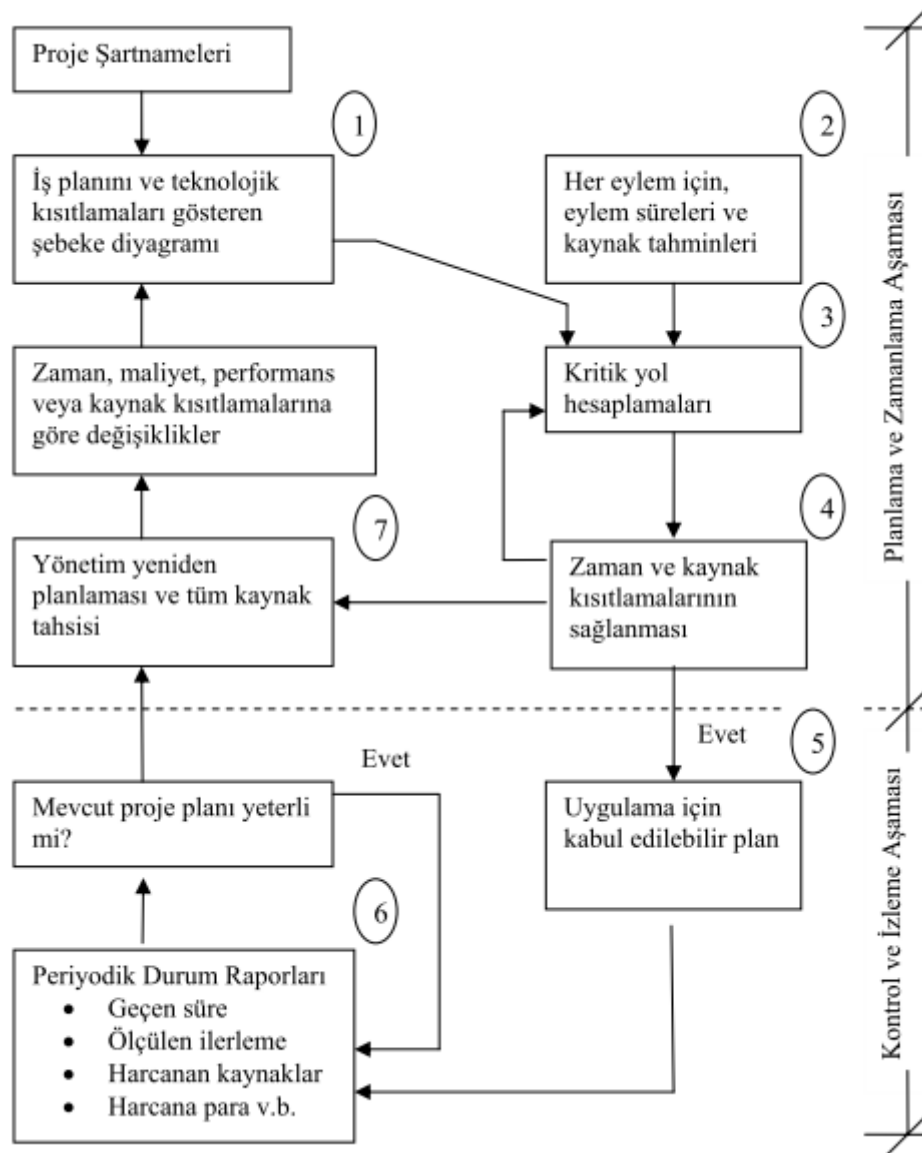 Proje Şartnameleri
1
İş planını ve teknolojik
kısıtlamaları gösteren
şebeke diyagramı
2
Her eylem için,
eylem süreleri ve
kaynak tahminleri
3
Kritik yol
hesaplamaları
Zaman, maliyet, performans
veya kaynak kısıtlamalarına
göre değişiklikler
4
Zaman ve kaynak
kısıtlamalarının
sağlanması
7
Yönetim yeniden
planlaması ve tüm kaynak
tahsisi
Planlama ve Zamanlama Aşaması
Evet
5
Uygulama için
kabul edilebilir plan
Evet
Mevcut proje planı yeterli
mi?
6
Periyodik Durum Raporları
• Geçen süre
• Ölçülen ilerleme
• Harcanan kaynaklar
• Harcana para v.b.
Kontrol ve İzleme Aşaması